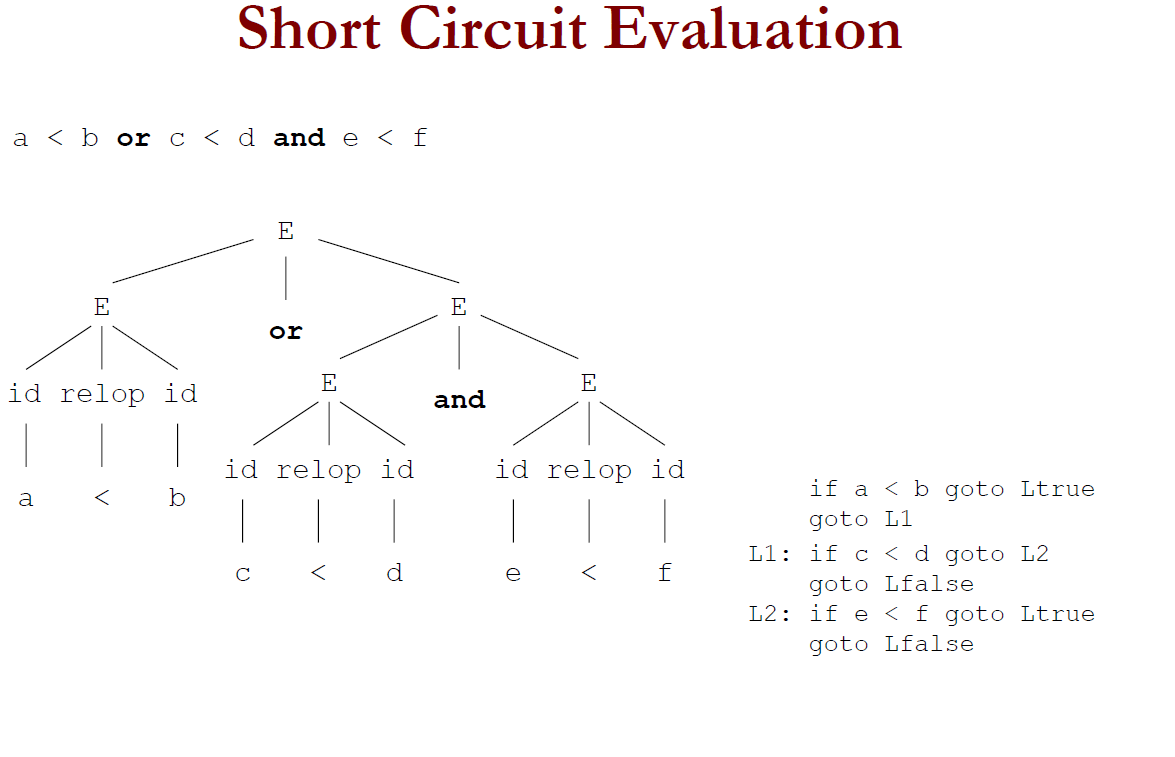 Short Circuit Evaluation
a < b or c < d and e < f
E
E E
or
E E
id relop id
and
id relop id id relop id
a < b
c < d e < f
if a < b goto Ltrue
goto L1
L1: if c < d goto L2
goto Lfalse
L2: if e < f goto Ltrue
goto Lfalse